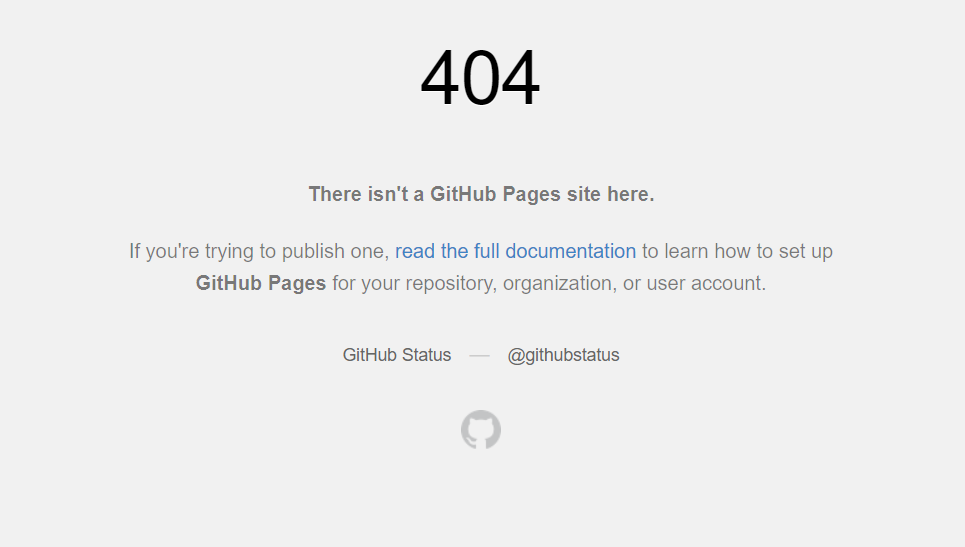 404
There isn't a GitHub Pages site here.
If you're trying to publish one, read the full documentation to learn how to set up
GitHub Pages for your repository, organization, or user account.
GitHub Status — @githubstatus